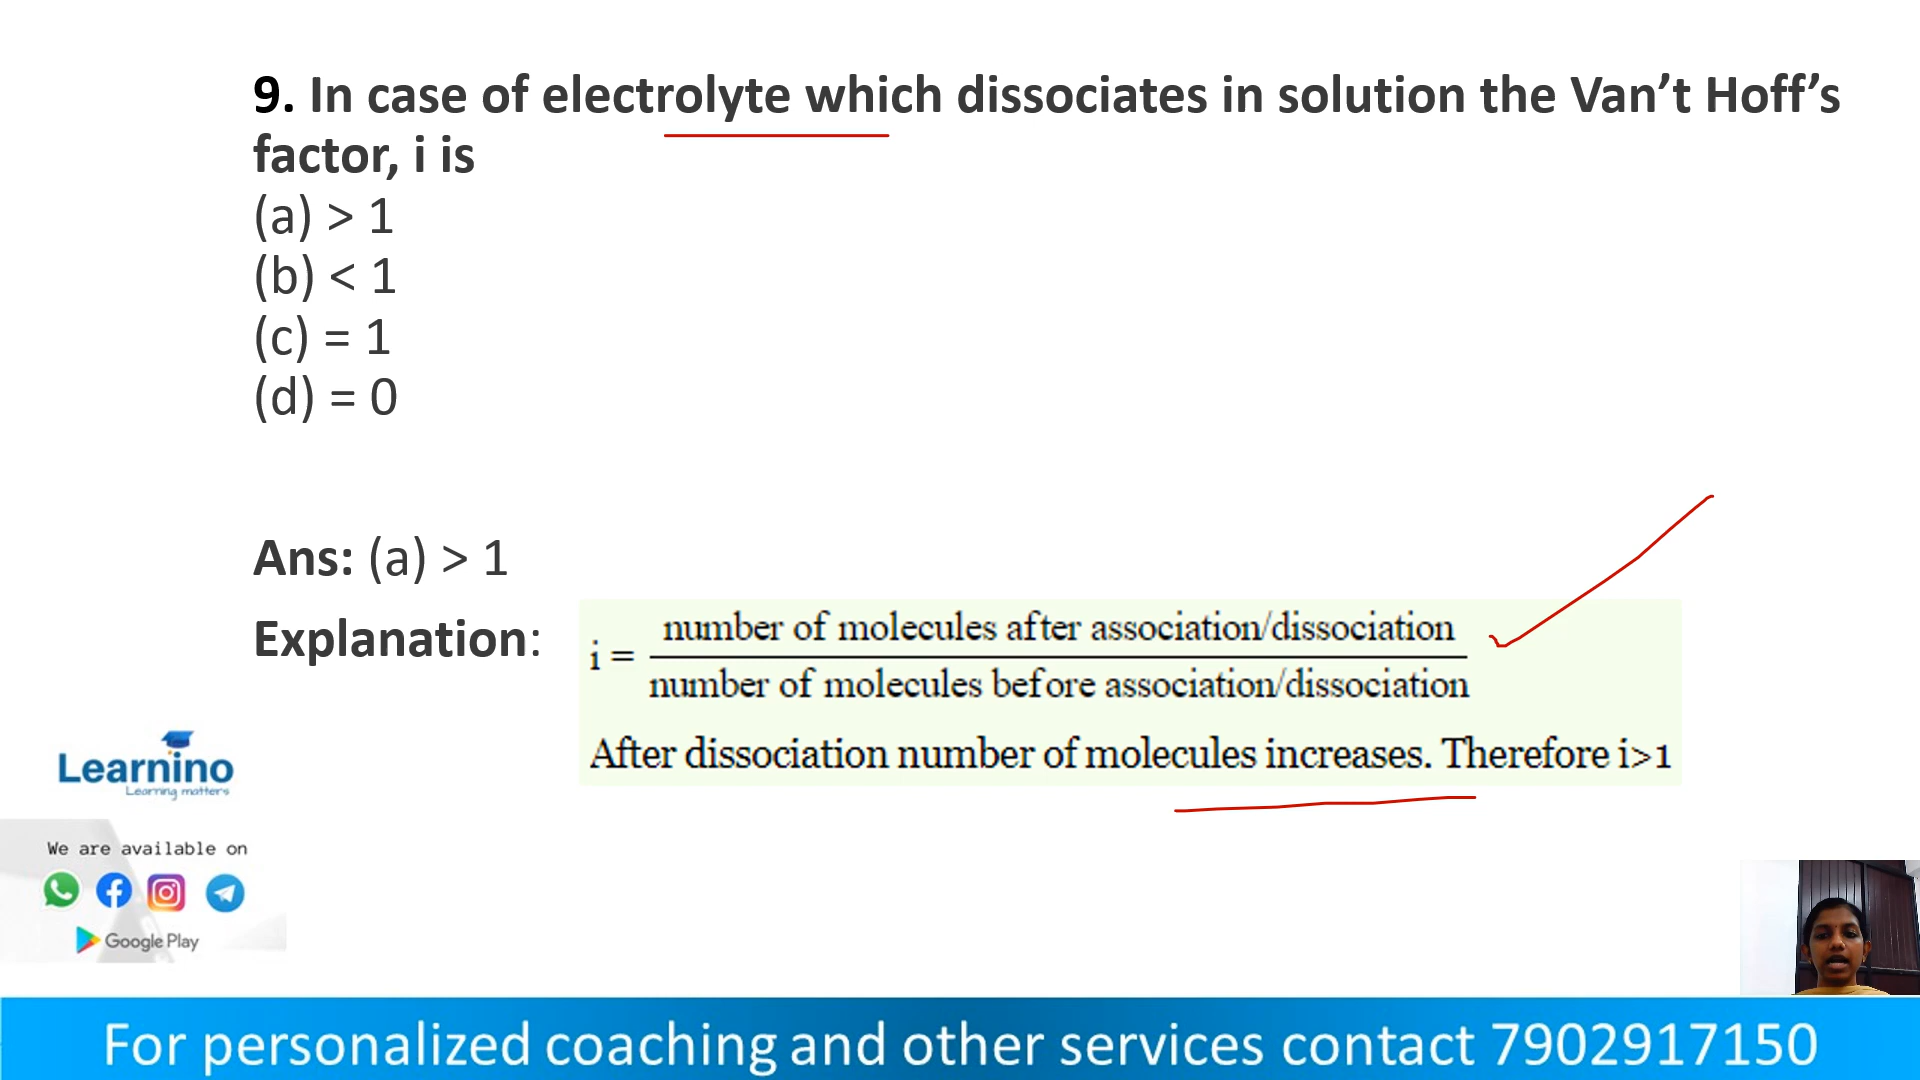 9. In case of electrolyte which dissociates in solution the Van’t Hoff’s
factor, i is
(a) > 1
(b) < 1
(c) = 1
(d) = 0
Ans: (a) > 1
Explanation:
i = number of molecules after association/dissociation
number of molecules before association/dissociation
After dissociation number of molecules increases. Therefore i>1
Learnino
Learning matters
We are available on
Google Play
For personalized coaching and other services contact 7902917150